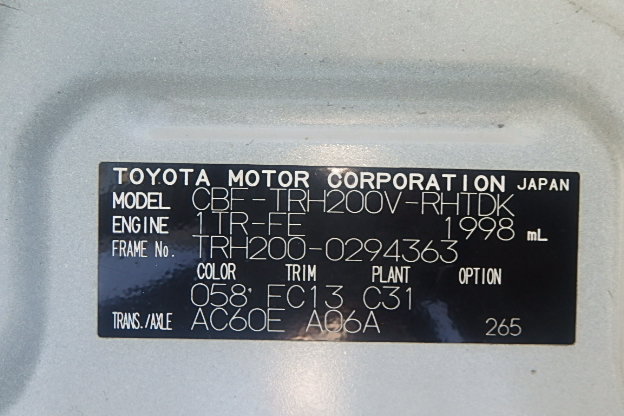 TOYOTA MOTOR CORPORATION JAPAN
MODEL CBF-TRH200V-RHTDK
ENGINE 1TR-FE 1998 mL
FRAME No. TRH200-0294363
COLOR TRIM PLANT OPTION
058 FC13 C31
TRANS./AXLE AC60E A06A 265